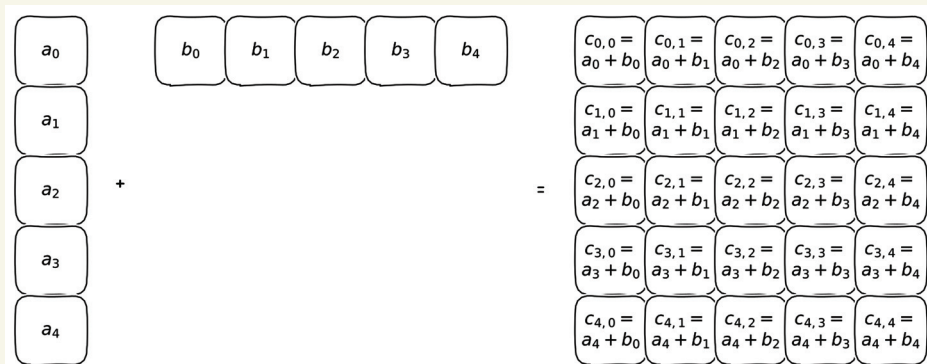 a₀ b₀ b₁ b₂ b₃ b₄ c₀,₀ = c₀,₁ = c₀,₂ = c₀,₃ = c₀,₄ =
a₀ + b₀ a₀ + b₁ a₀ + b₂ a₀ + b₃ a₀ + b₄
a₁ c₁,₀ = c₁,₁ = c₁,₂ = c₁,₃ = c₁,₄ =
a₁ + b₀ a₁ + b₁ a₁ + b₂ a₁ + b₃ a₁ + b₄
a₂ + = c₂,₀ = c₂,₁ = c₂,₂ = c₂,₃ = c₂,₄ =
a₂ + b₀ a₂ + b₁ a₂ + b₂ a₂ + b₃ a₂ + b₄
a₃ c₃,₀ = c₃,₁ = c₃,₂ = c₃,₃ = c₃,₄ =
a₃ + b₀ a₃ + b₁ a₃ + b₂ a₃ + b₃ a₃ + b₄
a₄ c₄,₀ = c₄,₁ = c₄,₂ = c₄,₃ = c₄,₄ =
a₄ + b₀ a₄ + b₁ a₄ + b₂ a₄ + b₃ a₄ + b₄